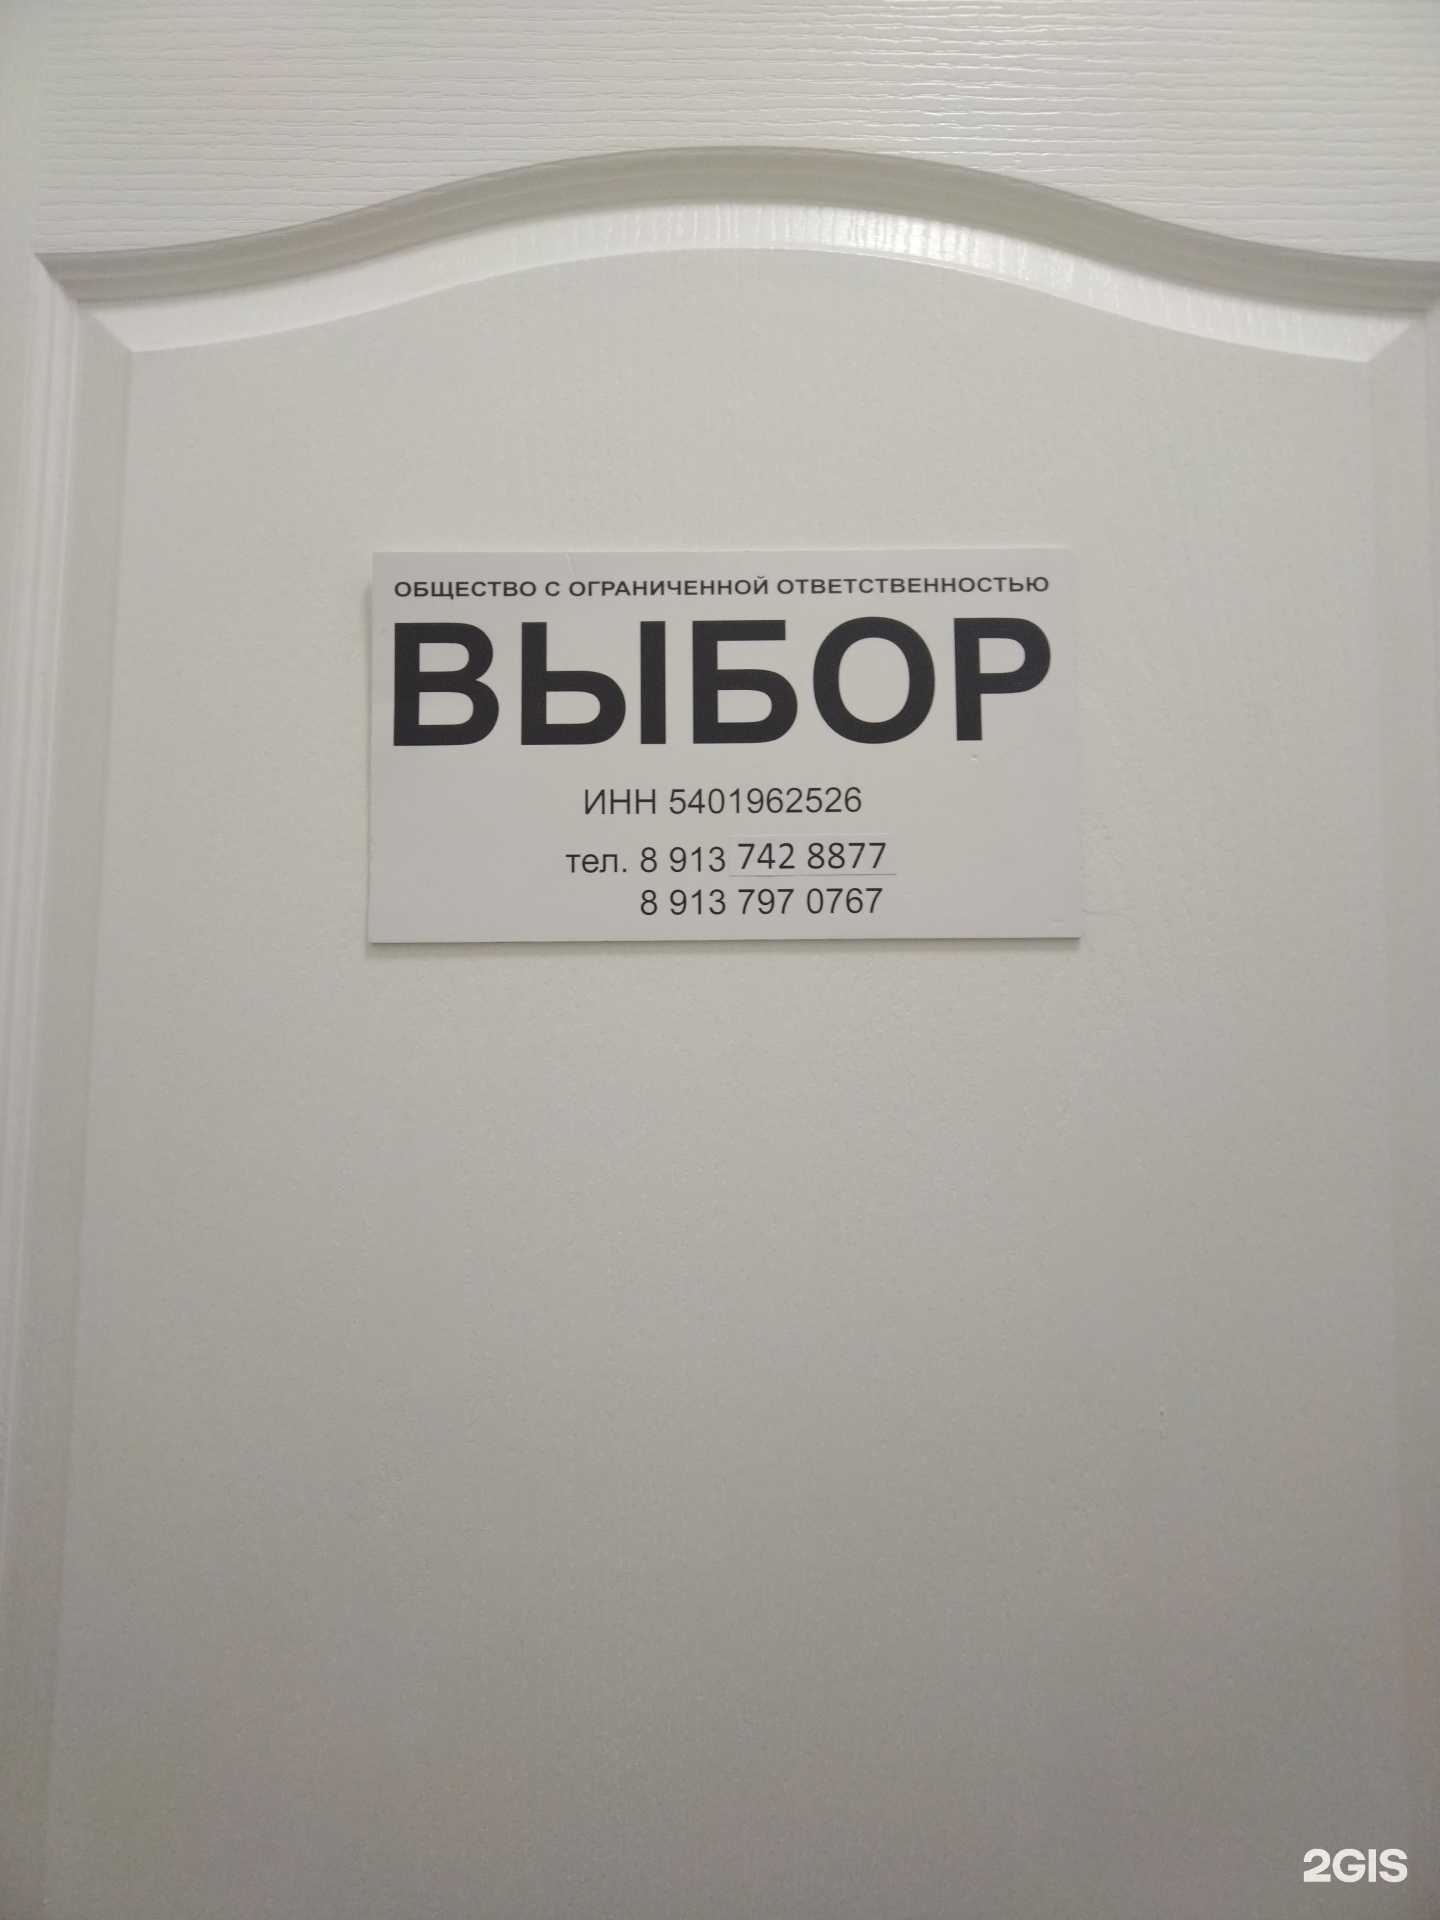 ОБЩЕСТВО С ОГРАНИЧЕННОЙ ОТВЕТСТВЕННОСТЬЮ
ВЫБОР
ИНН 5401962526
тел. 8 913 742 8877
8 913 797 0767
2GIS